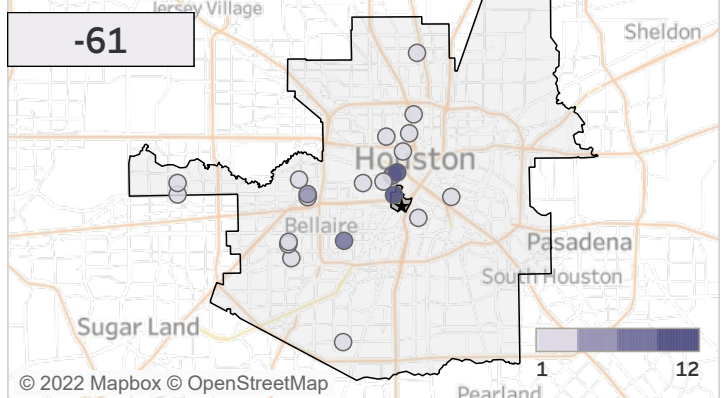 Jersey Village
-61
Sheldon
Houston
Bellaire
Pasadena
South Houston
Sugar Land
1 12
© 2022 Mapbox © OpenStreetMap
Pearland